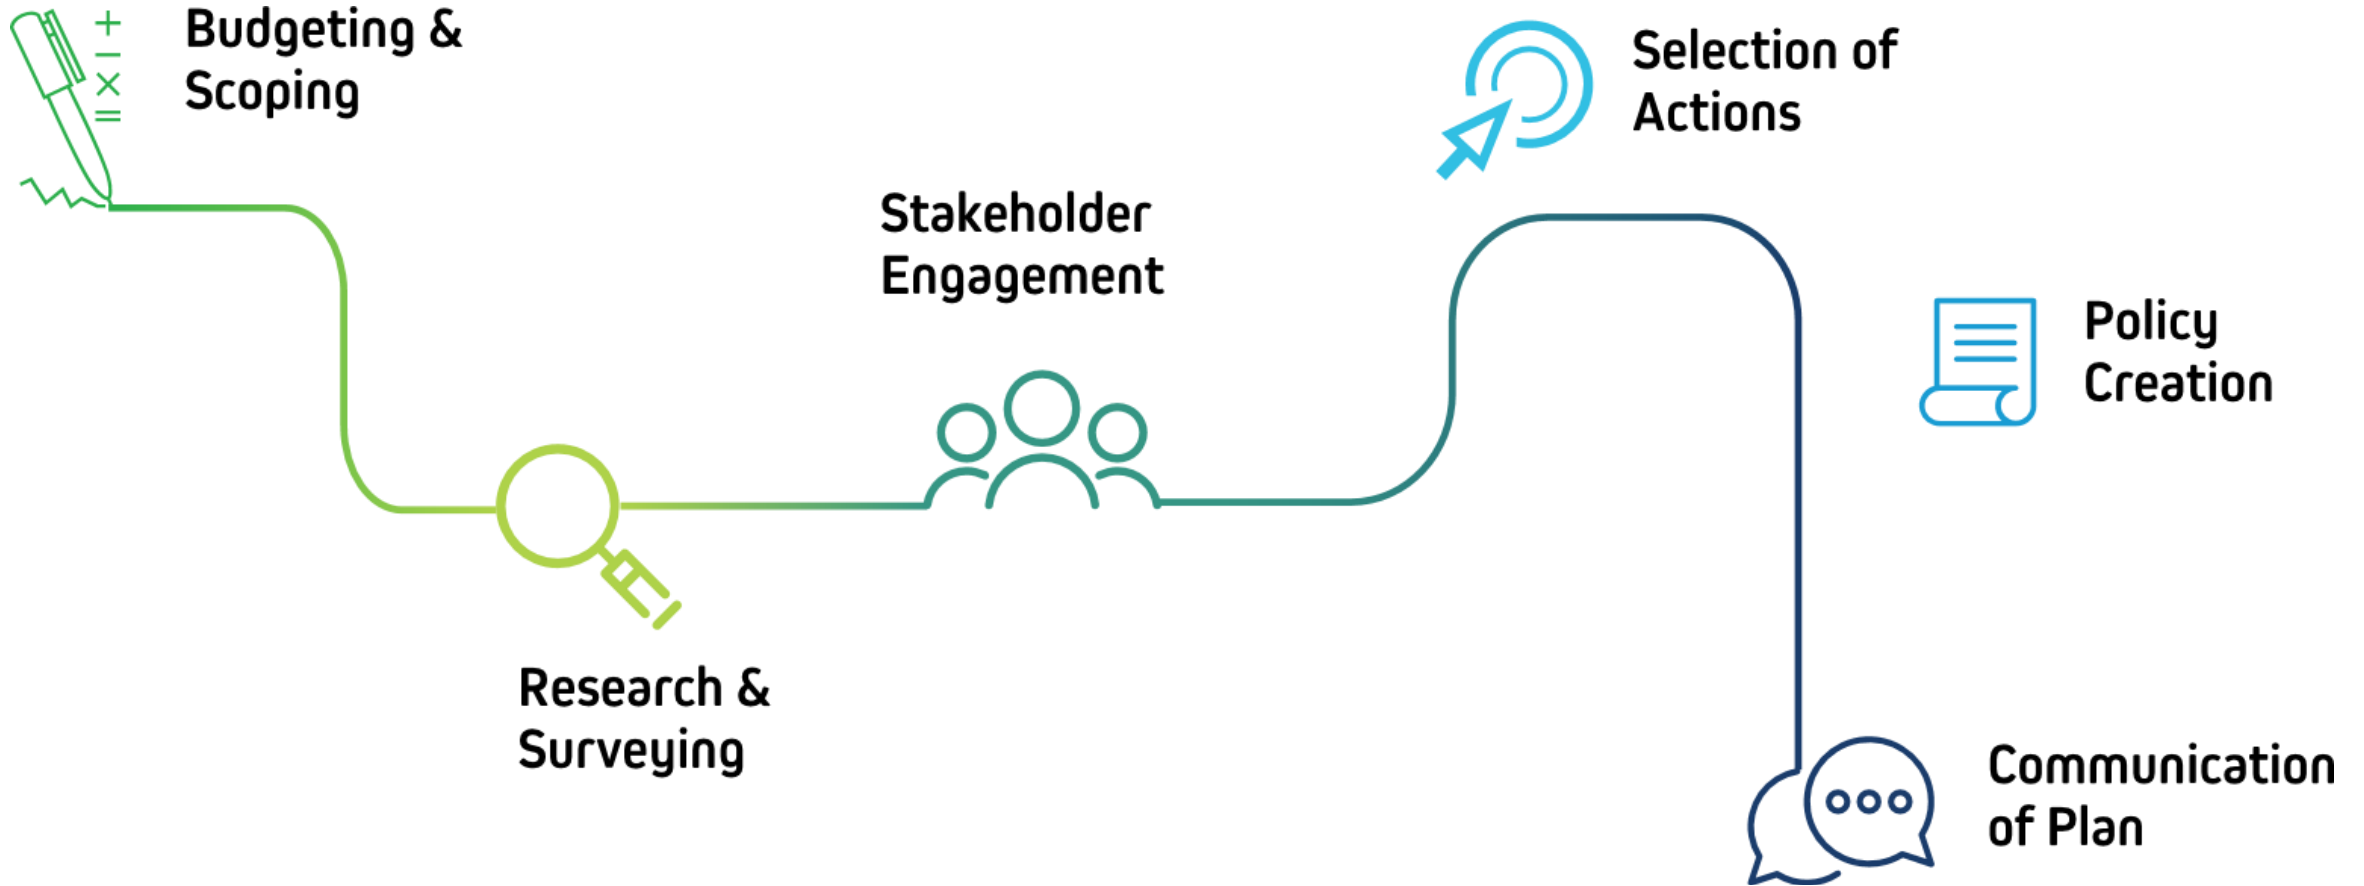 Budgeting &
Scoping
Research &
Surveying
Stakeholder
Engagement
Selection of
Actions
Policy
Creation
Communication
of Plan